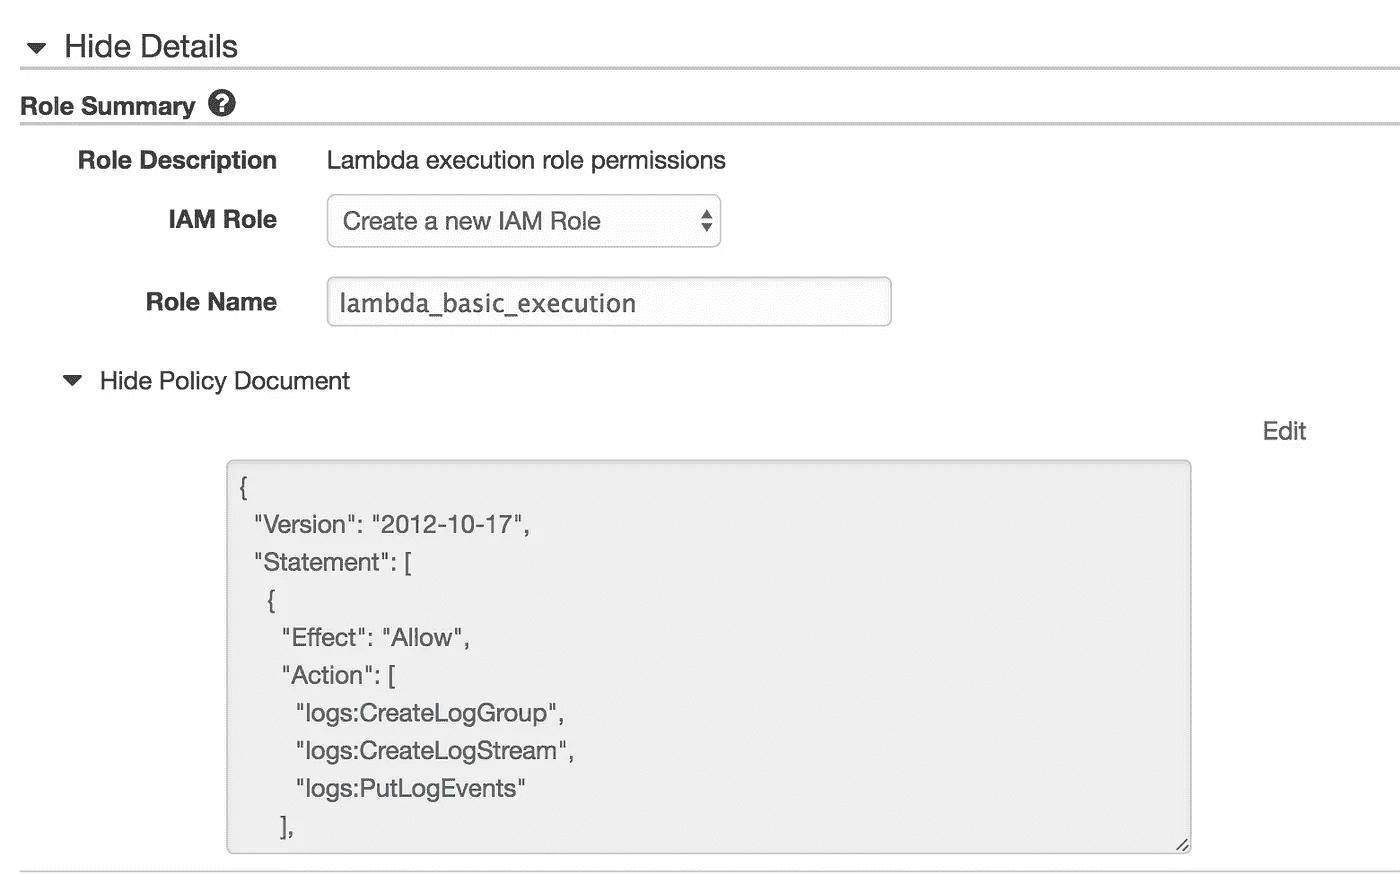 Hide Details
Role Summary ?
Role Description Lambda execution role permissions
IAM Role Create a new IAM Role
Role Name lambda_basic_execution
Hide Policy Document
Edit
{
"Version": "2012-10-17",
"Statement": [
{
"Effect": "Allow",
"Action": [
"logs:CreateLogGroup",
"logs:CreateLogStream",
"logs:PutLogEvents"
],